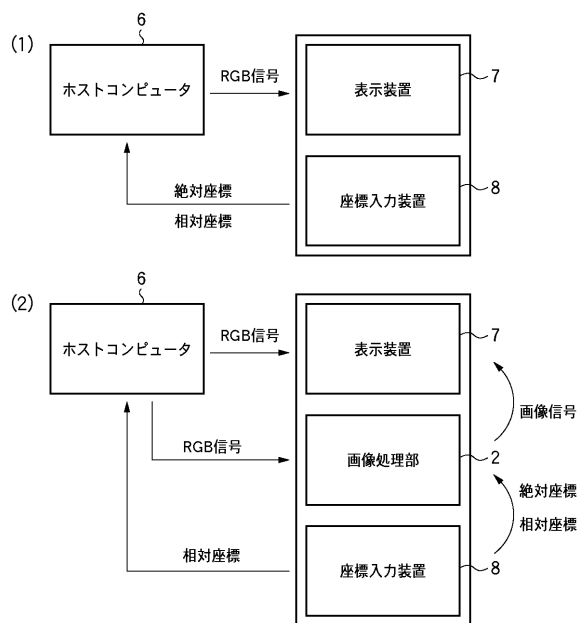 (1)
6
ホストコンピュータ
RGB信号
表示装置
7
座標入力装置
8
絶対座標
相対座標
(2)
6
ホストコンピュータ
RGB信号
表示装置
7
画像信号
RGB信号
画像処理部
2
絶対座標
相対座標
相対座標
座標入力装置
8